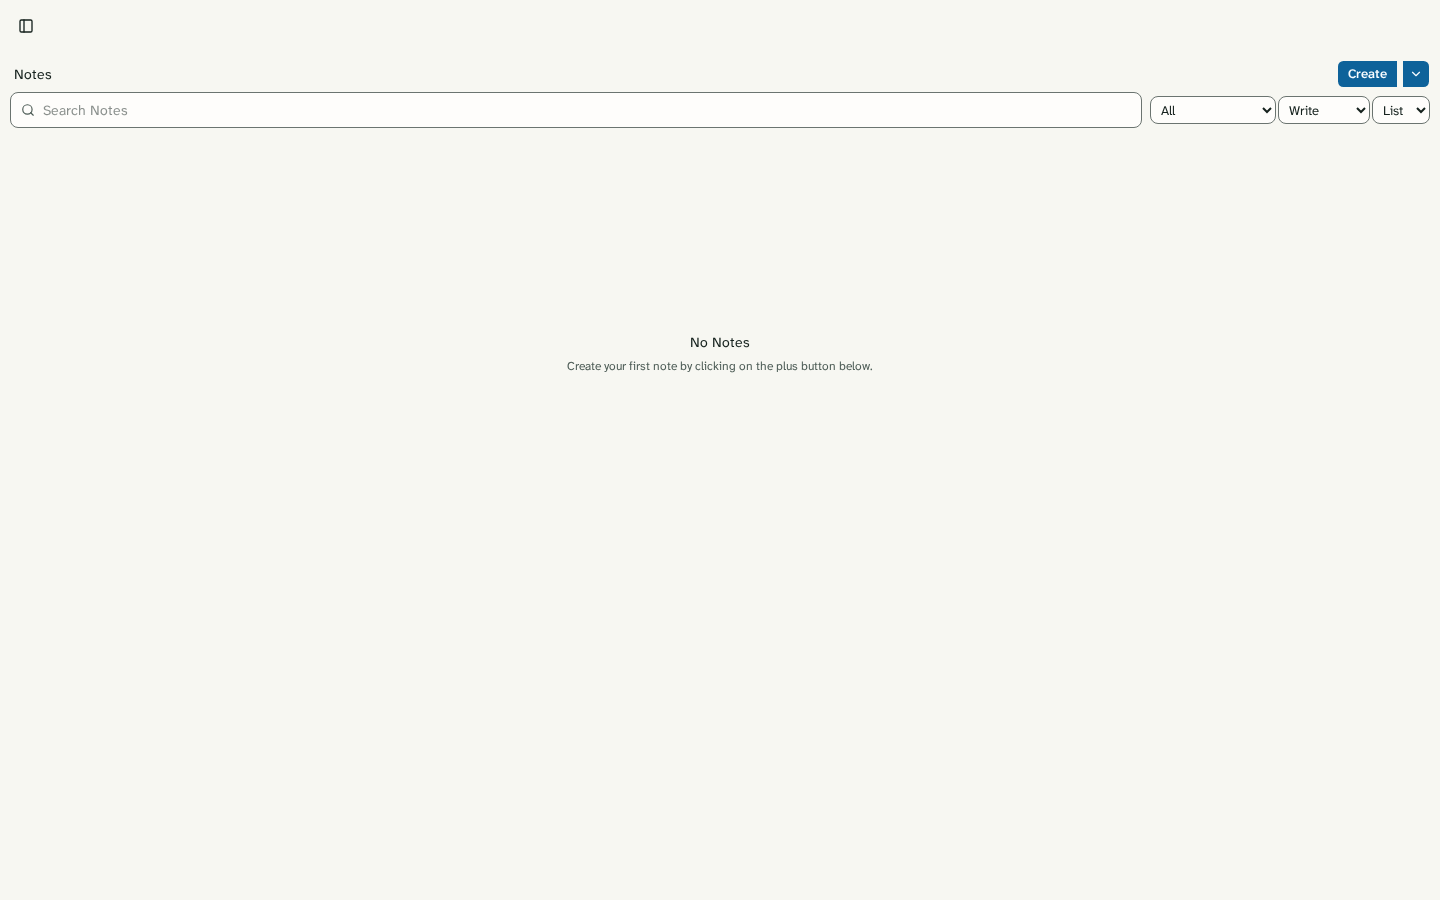 Notes
Create
Search Notes
All
Write
List
No Notes
Create your first note by clicking on the plus button below.